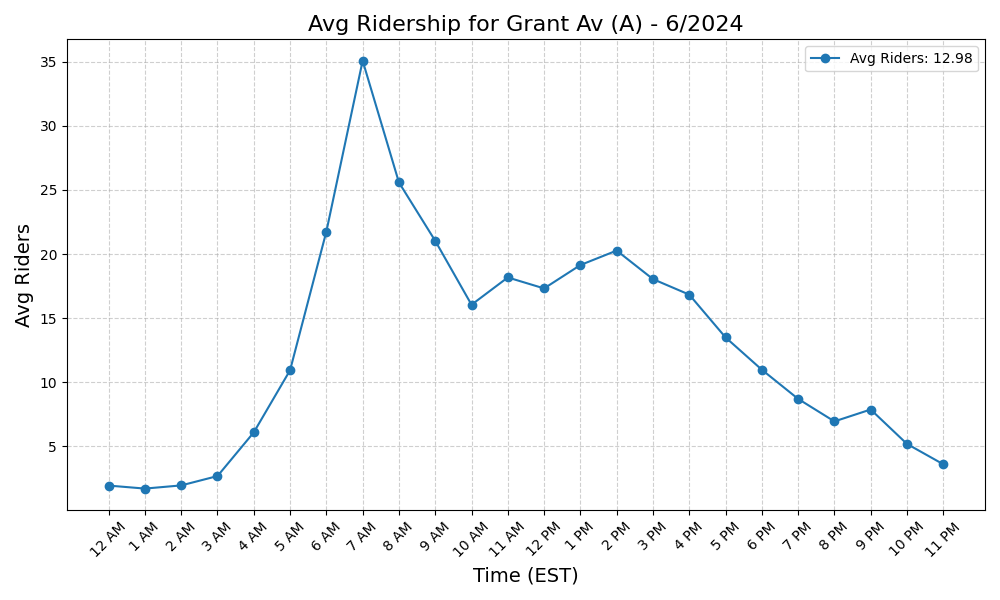 Avg Ridership for Grant Av (A) - 6/2024
Avg Riders: 12.98
Avg Riders
35
30
25
20
15
10
5
12 AM
1 AM
2 AM
3 AM
4 AM
5 AM
6 AM
7 AM
8 AM
9 AM
10 AM
11 AM
12 PM
1 PM
2 PM
3 PM
4 PM
5 PM
6 PM
7 PM
8 PM
9 PM
10 PM
11 PM
Time (EST)